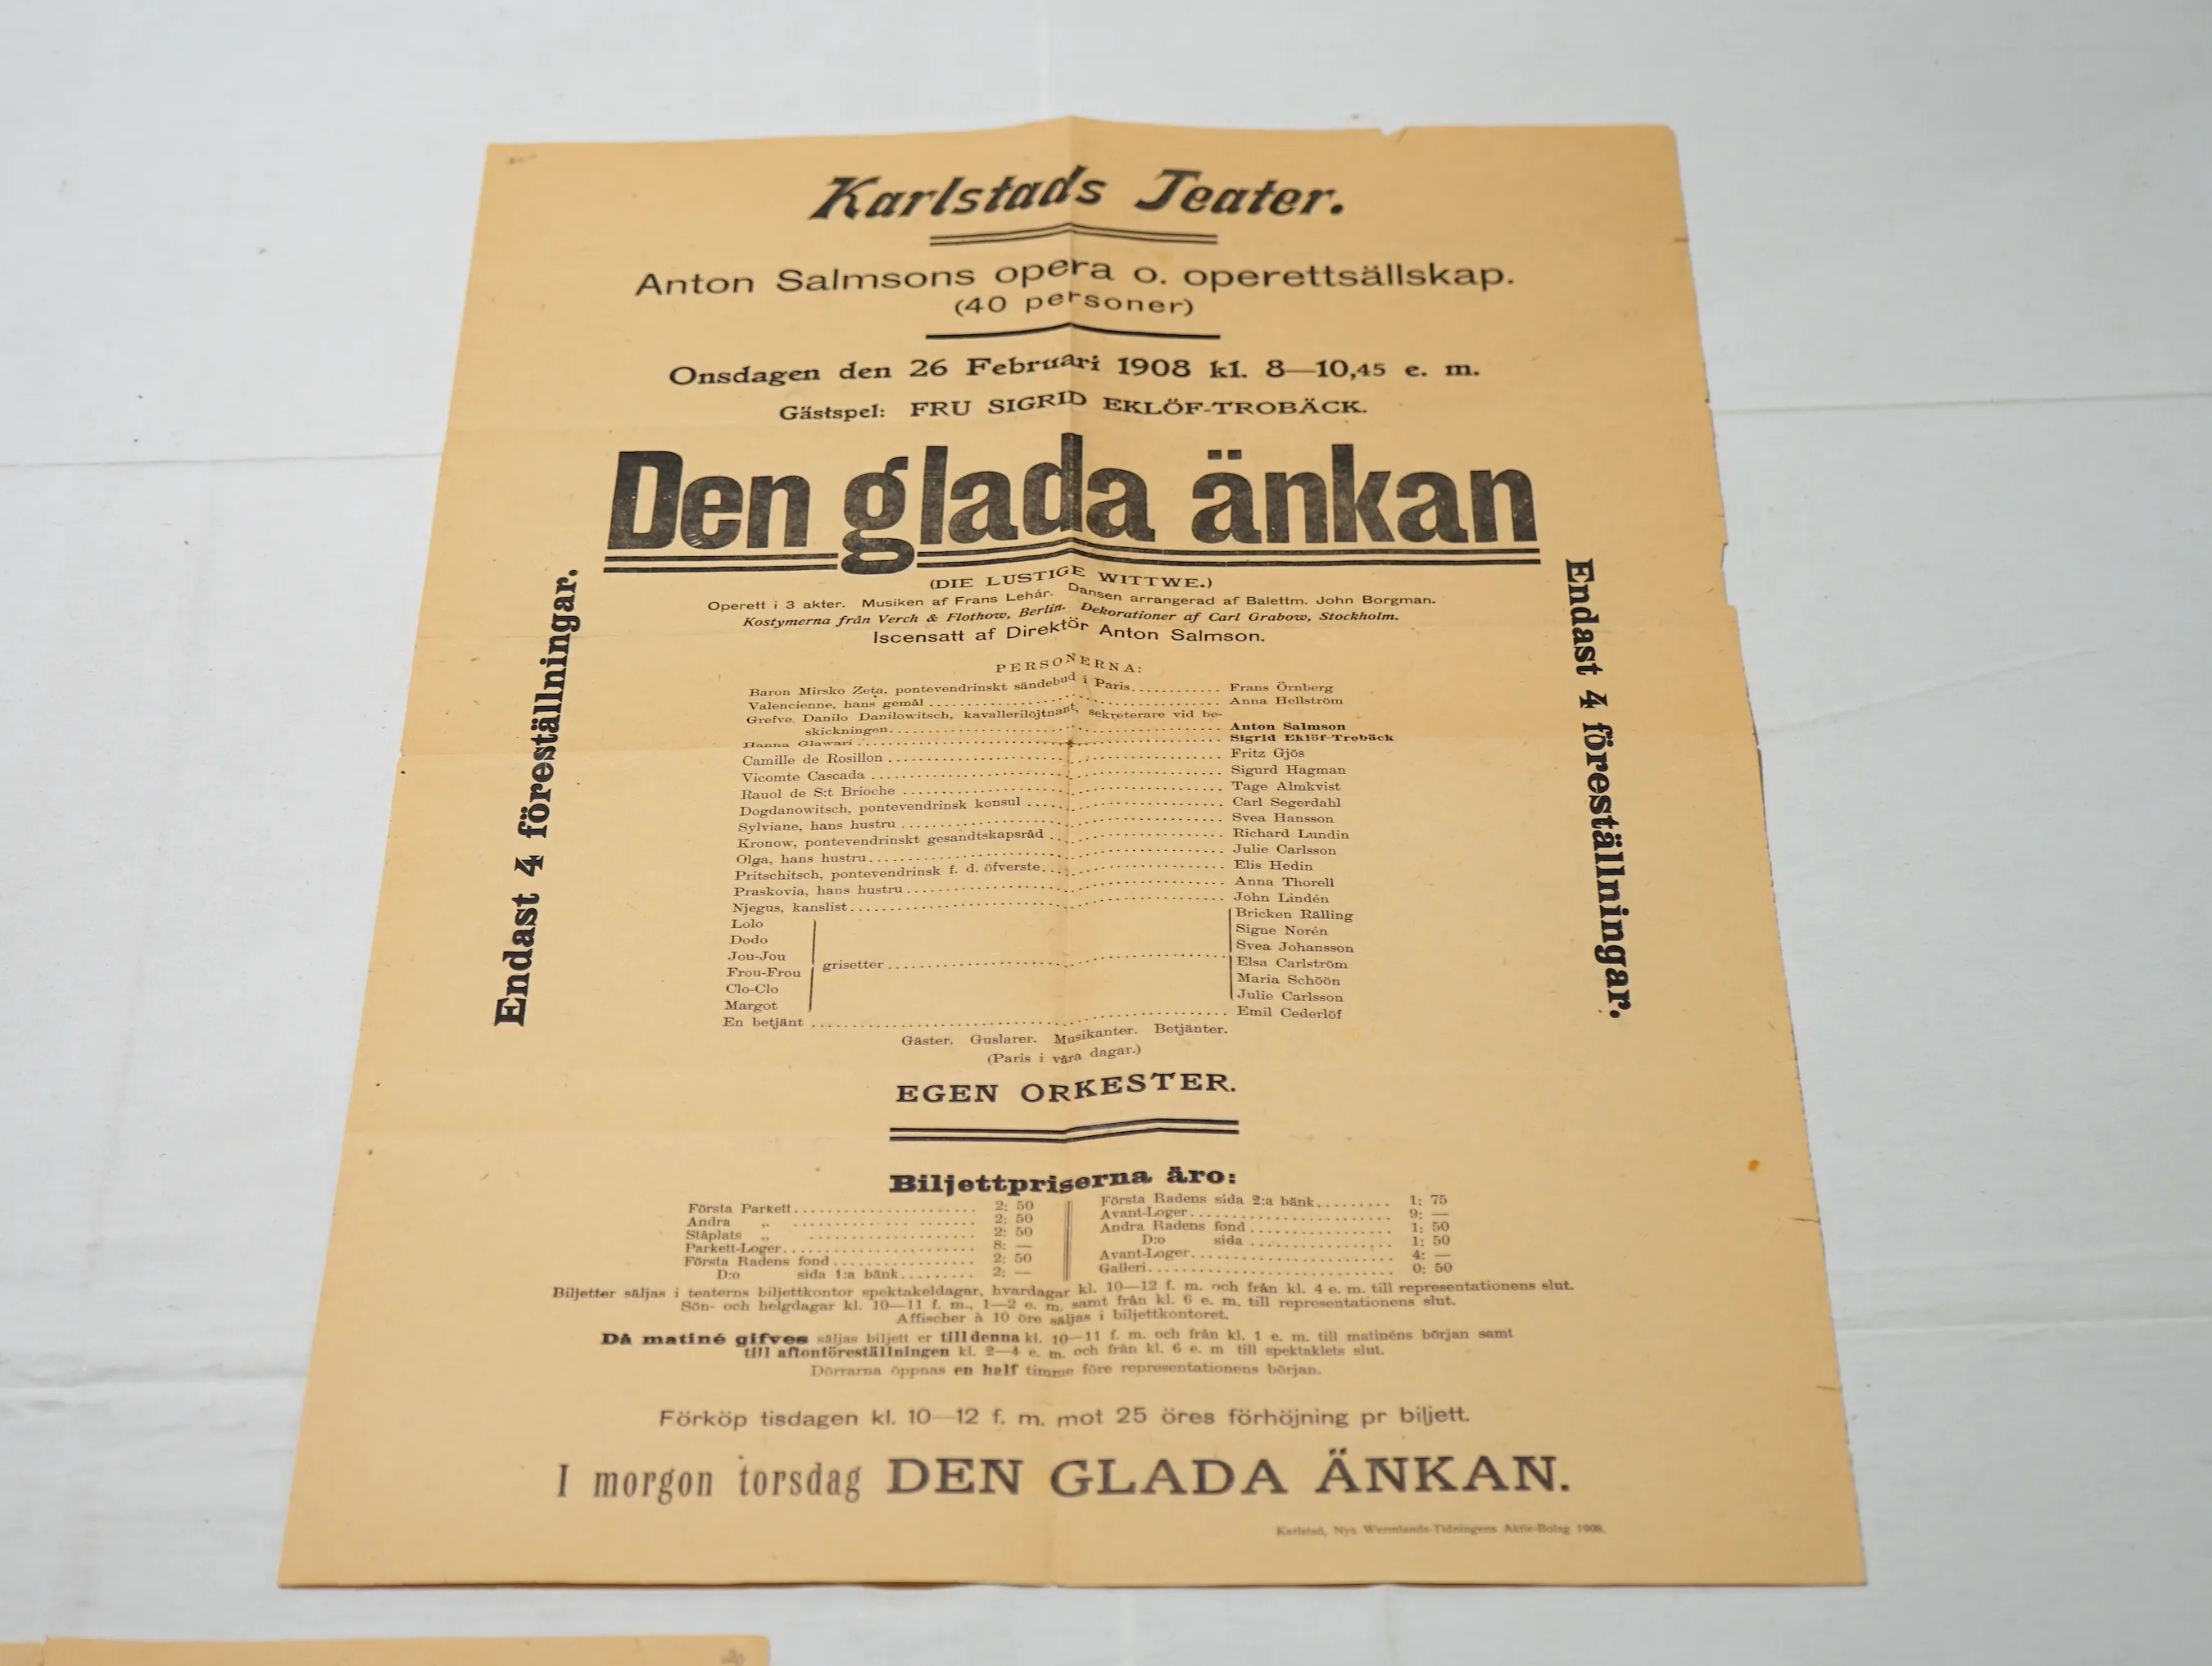 Karlstads Teater.
Anton Salmsons opera o. operettsällskap.
(40 personer)
Onsdagen den 26 Februari 1908 kl. 8—10,45 e. m.
Gästspel: FRU SIGRID EKLÖF-TROBÄCK.
Den glada änkan
(DIE LUSTIGE WITTWE.)
Operett i 3 akter. Musiken af Frans Lehár. Dansen arrangerad af Balettm. John Borgman.
Kostymerna från Verch & Flothow, Berlin. Dekorationer af Carl Grabow, Stockholm.
Iscensatt af Direktör Anton Salmson.
Endast 4 föreställningar.
Endast 4 föreställningar.
PERSONERNA:
Baron Mirsko Zeta, pontevendrinskt sändebud i Paris........... Frans Örnberg
Valencienne, hans gemål ........................ Anna Hellström
Grefve Danilo Danilowitsch, kavallerilöjtnant, sekreterare vid be-
skickningen........................ Anton Salmson
Hanna Glawari ........................ Sigrid Eklöf-Trobäck
Camille de Rosillon ........................ Fritz Gjös
Vicomte Cascada ........................ Sigurd Hagman
Rauol de S:t Brioche ........................ Tage Almkvist
Dogdanowitsch, pontevendrinsk konsul ........................ Carl Segerdahl
Sylviane, hans hustru ........................ Svea Hansson
Kronow, pontevendrinskt gesandtskapsråd ........................ Richard Lundin
Olga, hans hustru........................ Julie Carlsson
Pritschitsch, pontevendrinsk f. d. öfverste........................ Elis Hedin
Praskovia, hans hustru ........................ Anna Thorell
Njegus, kanslist........................ John Lindén
Lolo Bricken Rälling
Dodo Signe Norén
Jou-Jou Svea Johansson
Frou-Frou grisetter ........................ Elsa Carlström
Clo-Clo Maria Schöön
Margot Julie Carlsson
En betjänt ........................ Emil Cederlöf
Gäster. Guslarer. Musikanter. Betjänter.
(Paris i våra dagar.)
EGEN ORKESTER.
Biljettpriserna äro:
Första Parkett........................ 2: 50
Andra „ ........................ 2: 50
Ståplats „ ........................ 2: 50
Parkett-Loger........................ 8: —
Första Radens fond ........................ 2: 50
D:o sida 1:a bänk......... 2: —
Första Radens sida 2:a bänk......... 1: 75
Avant-Loger........................ 9: —
Andra Radens fond ........................ 1: 50
D:o sida ........................ 1: 50
Avant-Loger........................ 4: —
Galleri........................ 0: 50
Biljetter säljas i teaterns biljettkontor spektakeldagar, hvardagar kl. 10—12 f. m. och från kl. 4 e. m. till representationens slut.
Sön- och helgdagar kl. 10—11 f. m., 1—2 e. m. samt från kl. 6 e. m. till representationens slut.
Affischer à 10 öre säljas i biljettkontoret.
Då matiné gifves säljas biljett er till denna kl. 10—11 f. m. och från kl. 1 e. m. till matinéns början samt
till aftonföreställningen kl. 2—4 e. m. och från kl. 6 e. m till spektaklets slut.
Dörrarna öppnas en half timme före representationens början.
Förköp tisdagen kl. 10—12 f. m. mot 25 öres förhöjning pr biljett.
I morgon torsdag DEN GLADA ÄNKAN.
Karlstad, Nya Wermlands-Tidningens Aktie-Bolag 1908.